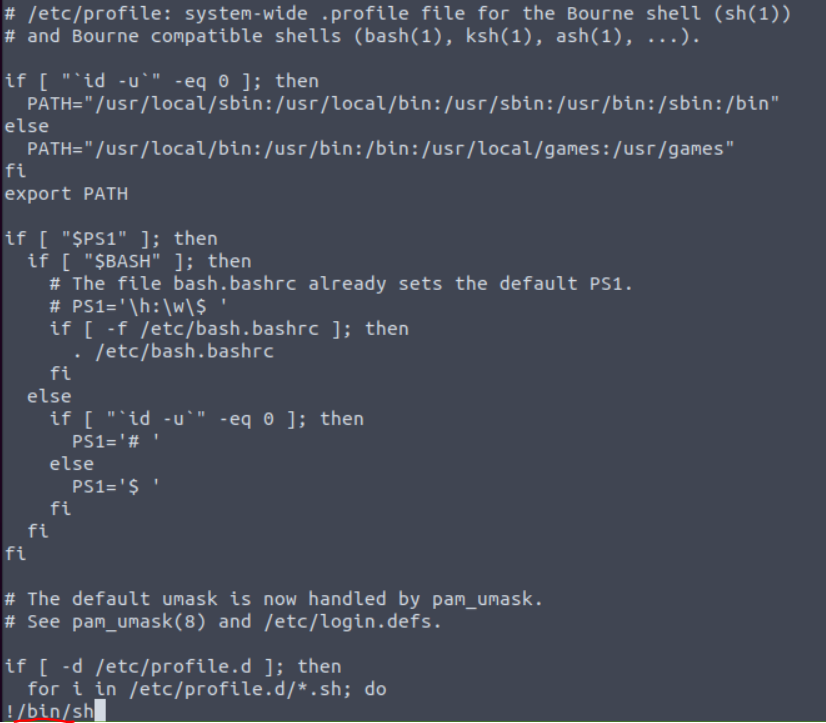 # /etc/profile: system-wide .profile file for the Bourne shell (sh(1))
# and Bourne compatible shells (bash(1), ksh(1), ash(1), ...).

if [ "`id -u`" -eq 0 ]; then
  PATH="/usr/local/sbin:/usr/local/bin:/usr/sbin:/usr/bin:/sbin:/bin"
else
  PATH="/usr/local/bin:/usr/bin:/bin:/usr/local/games:/usr/games"
fi
export PATH

if [ "$PS1" ]; then
  if [ "$BASH" ]; then
    # The file bash.bashrc already sets the default PS1.
    # PS1='\h:\w\$ '
    if [ -f /etc/bash.bashrc ]; then
      . /etc/bash.bashrc
    fi
  else
    if [ "`id -u`" -eq 0 ]; then
      PS1='# '
    else
      PS1='$ '
    fi
  fi
fi

# The default umask is now handled by pam_umask.
# See pam_umask(8) and /etc/login.defs.

if [ -d /etc/profile.d ]; then
  for i in /etc/profile.d/*.sh; do
!/bin/sh